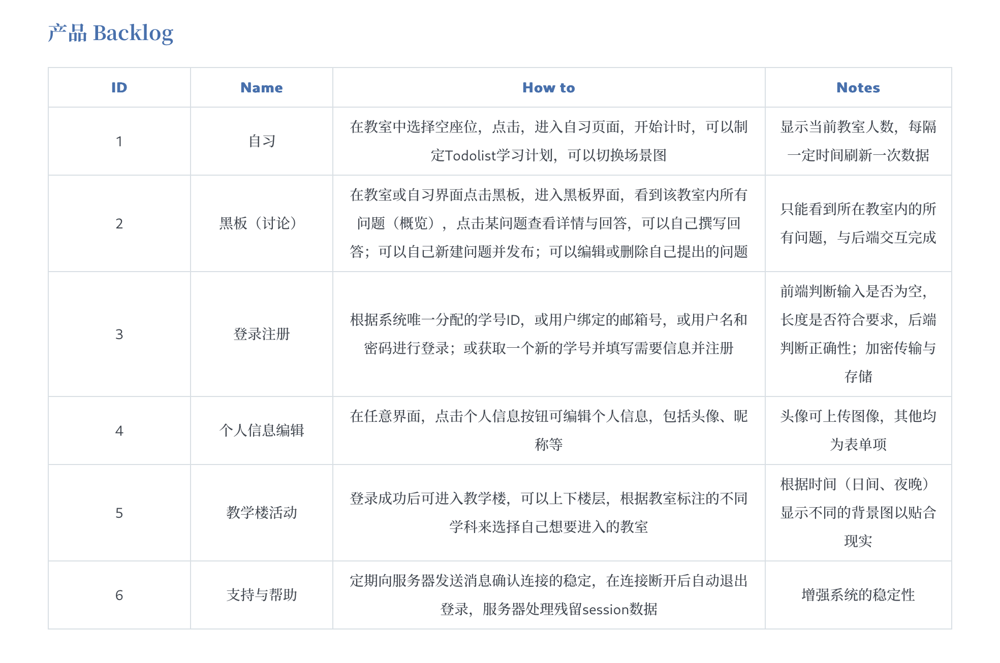 产品 Backlog
ID
Name
How to
Notes
1
自习
在教室中选择空座位，点击，进入自习页面，开始计时，可以制
定Todolist学习计划，可以切换场景图
显示当前教室人数，每隔
一定时间刷新一次数据
2
黑板（讨论）
在教室或自习界面点击黑板，进入黑板界面，看到该教室内所有
问题（概览），点击某问题查看详情与回答，可以自己撰写回
答；可以自己新建问题并发布；可以编辑或删除自己提出的问题
只能看到所在教室内的所
有问题，与后端交互完成
3
登录注册
根据系统唯一分配的学号ID，或用户绑定的邮箱号，或用户名和
密码进行登录；或获取一个新的学号并填写需要信息并注册
前端判断输入是否为空，
长度是否符合要求，后端
判断正确性；加密传输与
存储
4
个人信息编辑
在任意界面，点击个人信息按钮可编辑个人信息，包括头像、昵
称等
头像可上传图像，其他均
为表单项
5
教学楼活动
登录成功后可进入教学楼，可以上下楼层，根据教室标注的不同
学科来选择自己想要进入的教室
根据时间（日间、夜晚）
显示不同的背景图以贴合
现实
6
支持与帮助
定期向服务器发送消息确认连接的稳定，在连接断开后自动退出
登录，服务器处理残留session数据
增强系统的稳定性